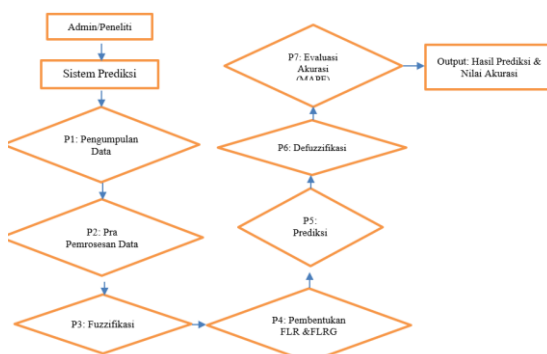 Admin/Peneliti
Sistem Prediksi
P1: Pengumpulan
Data
P2: Pra
Pemrosesan Data
P3: Fuzzifikasi
P4: Pembentukan
FLR &FLRG
P5:
Prediksi
P6: Defuzzifikasi
P7: Evaluasi
Akurasi
(MAPE)
Output: Hasil Prediksi &
Nilai Akurasi